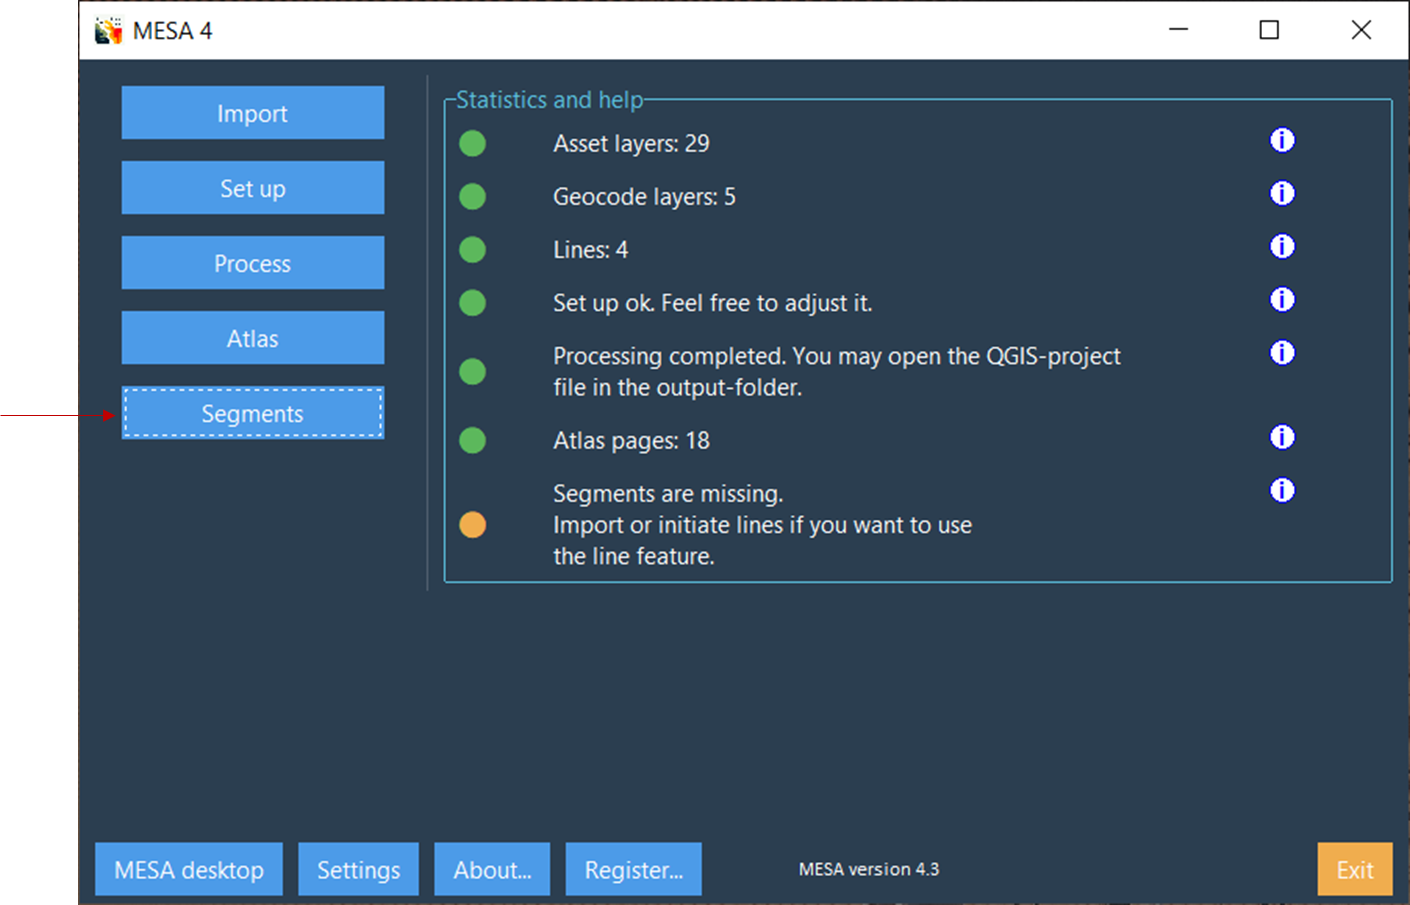 MESA 4
Import
Set up
Process
Atlas
Segments
Statistics and help
Asset layers: 29
Geocode layers: 5
Lines: 4
Set up ok. Feel free to adjust it.
Processing completed. You may open the QGIS-project
file in the output-folder.
Atlas pages: 18
Segments are missing.
Import or initiate lines if you want to use
the line feature.
MESA desktop
Settings
About...
Register...
MESA version 4.3
Exit